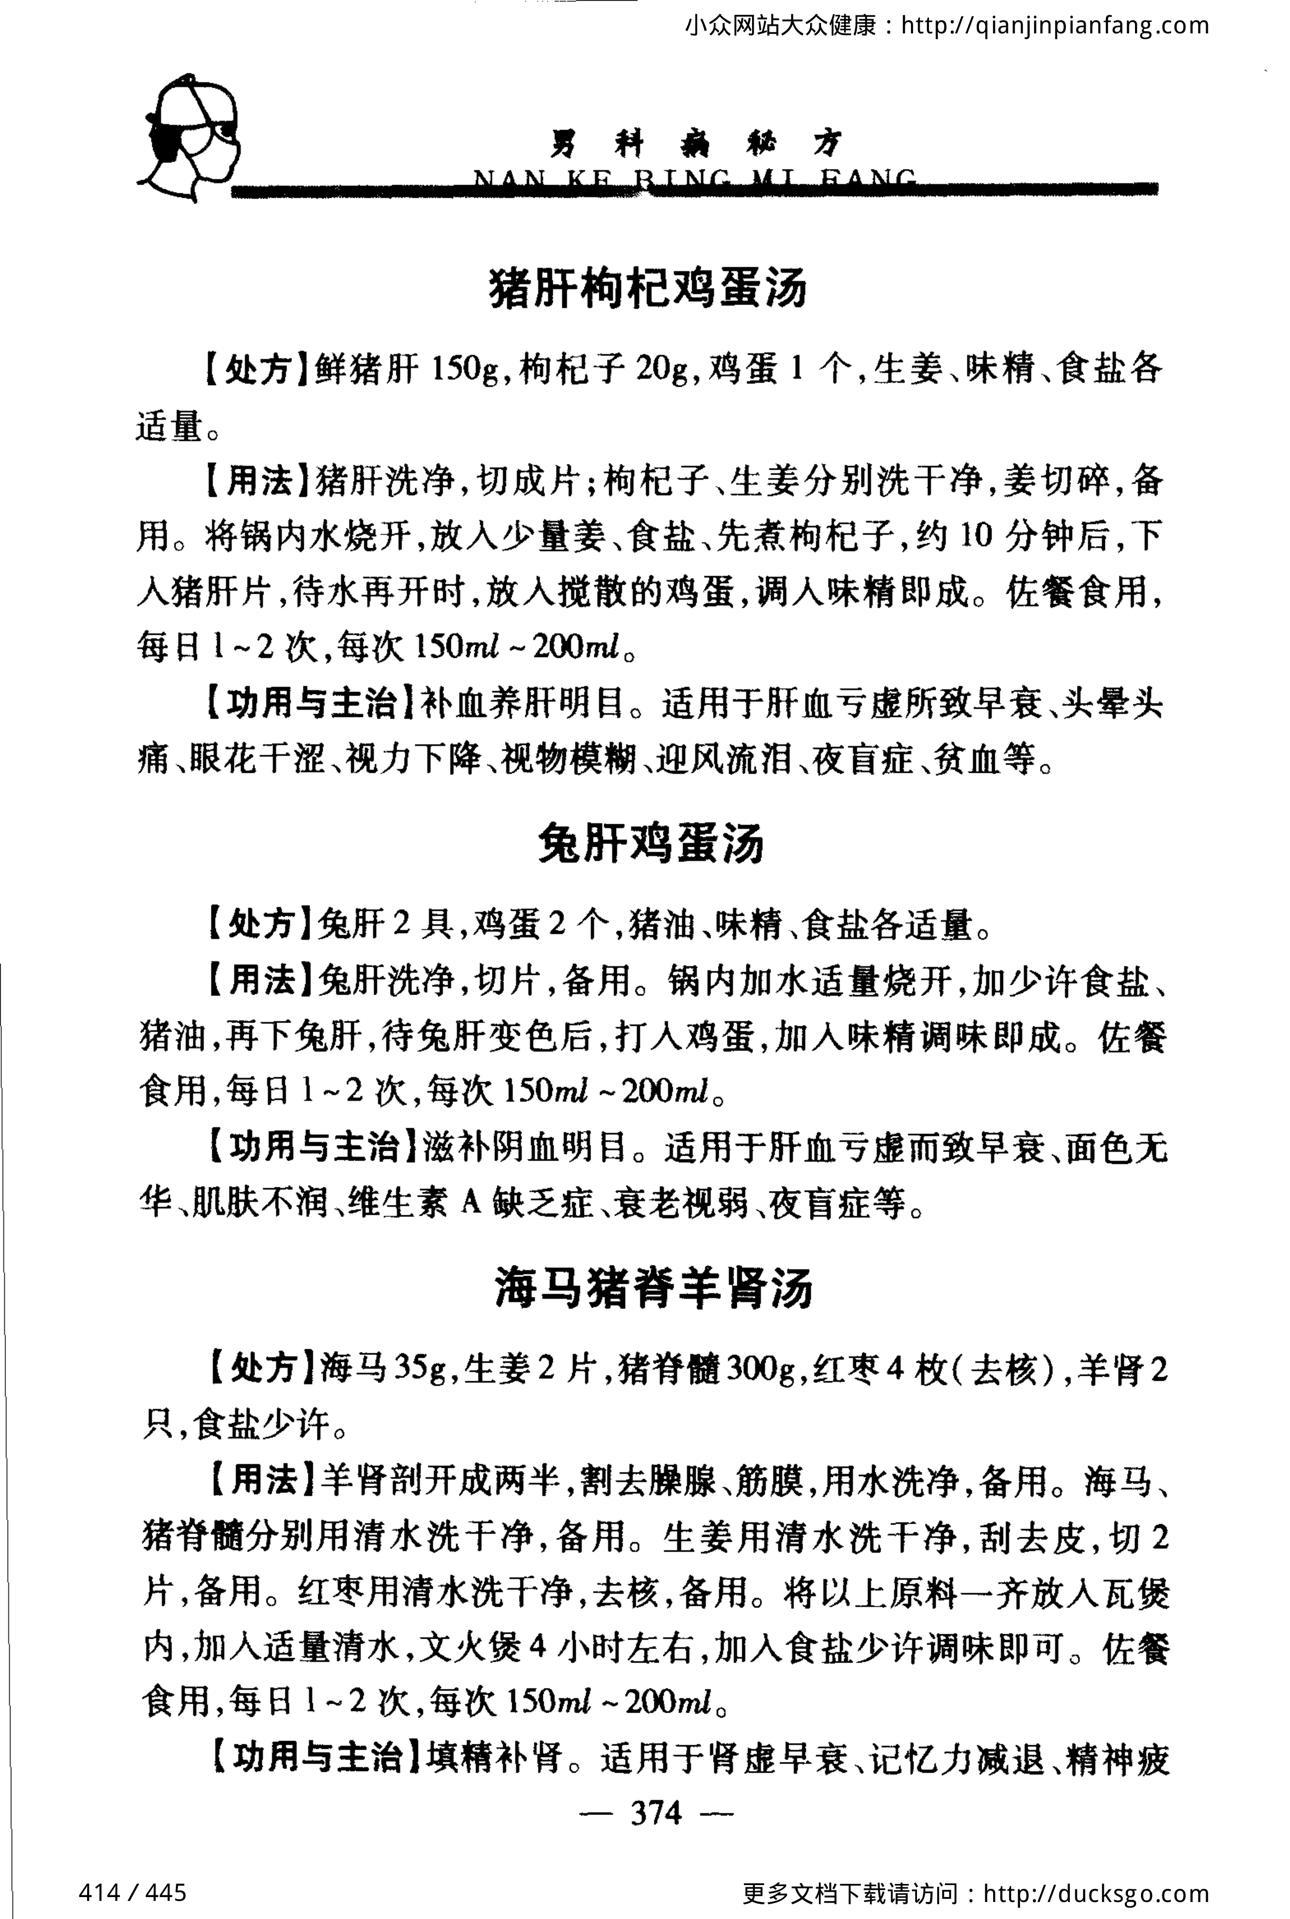 小众网站大众健康：http://qianjinpianfang.com
男科病秘方
NAN KE BING MI FANG
猪肝枸杞鸡蛋汤
【处方】鲜猪肝 150g,枸杞子 20g,鸡蛋 1 个,生姜、味精、食盐各
适量。
【用法】猪肝洗净,切成片;枸杞子、生姜分别洗干净,姜切碎,备
用。将锅内水烧开,放入少量姜、食盐、先煮枸杞子,约 10 分钟后,下
入猪肝片,待水再开时,放入搅散的鸡蛋,调入味精即成。佐餐食用,
每日 1~2 次,每次 150ml~200ml。
【功用与主治】补血养肝明目。适用于肝血亏虚所致早衰、头晕头
痛、眼花干涩、视力下降、视物模糊、迎风流泪、夜盲症、贫血等。
兔肝鸡蛋汤
【处方】兔肝 2 具,鸡蛋 2 个,猪油、味精、食盐各适量。
【用法】兔肝洗净,切片,备用。锅内加水适量烧开,加少许食盐、
猪油,再下兔肝,待兔肝变色后,打入鸡蛋,加入味精调味即成。佐餐
食用,每日 1~2 次,每次 150ml~200ml。
【功用与主治】滋补阴血明目。适用于肝血亏虚而致早衰、面色无
华、肌肤不润、维生素 A 缺乏症、衰老视弱、夜盲症等。
海马猪脊羊肾汤
【处方】海马 35g,生姜 2 片,猪脊髓 300g,红枣 4 枚(去核),羊肾 2
只,食盐少许。
【用法】羊肾剖开成两半,割去臊腺、筋膜,用水洗净,备用。海马、
猪脊髓分别用清水洗干净,备用。生姜用清水洗干净,刮去皮,切 2
片,备用。红枣用清水洗干净,去核,备用。将以上原料一齐放入瓦煲
内,加入适量清水,文火煲 4 小时左右,加入食盐少许调味即可。佐餐
食用,每日 1~2 次,每次 150ml~200ml。
【功用与主治】填精补肾。适用于肾虚早衰、记忆力减退、精神疲
— 374 —
414 / 445
更多文档下载请访问：http://ducksgo.com